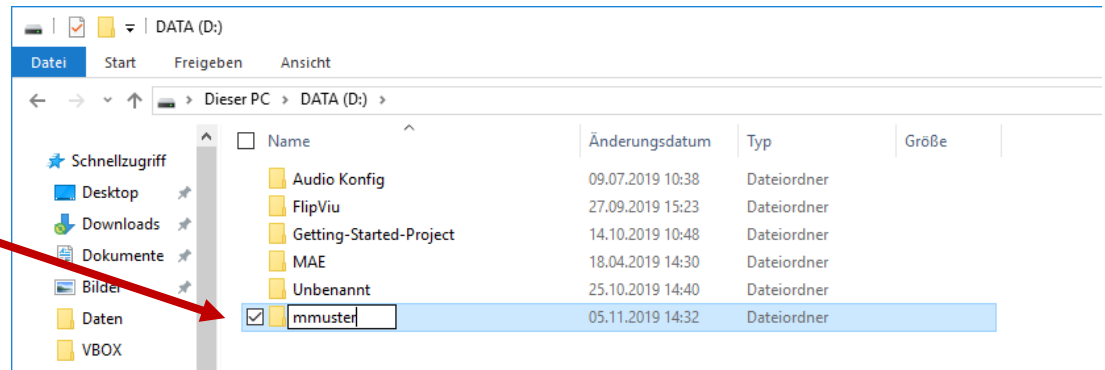 DATA (D:)
Datei Start Freigeben Ansicht
Dieser PC > DATA (D:) >
Name Änderungsdatum Typ Größe
Schnellzugriff
Desktop
Downloads
Dokumente
Bilder
Daten
VBOX
Audio Konfig 09.07.2019 10:38 Dateiordner
FlipViu 27.09.2019 15:23 Dateiordner
Getting-Started-Project 14.10.2019 10:48 Dateiordner
MAE 18.04.2019 14:30 Dateiordner
Unbenannt 25.10.2019 14:40 Dateiordner
mmuster 05.11.2019 14:32 Dateiordner